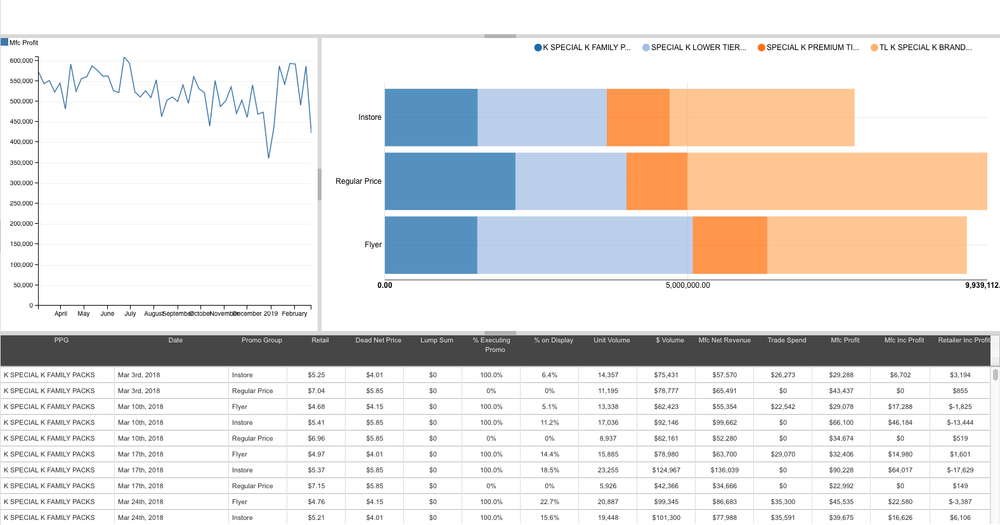 Mfc Profit
600,000
550,000
500,000
450,000
400,000
350,000
300,000
250,000
200,000
150,000
100,000
50,000
0
April May June July August September October November December 2019 February
K SPECIAL K FAMILY P... SPECIAL K LOWER TIER... SPECIAL K PREMIUM TI... TL K SPECIAL K BRAND...
Instore
Regular Price
Flyer
0.00 5,000,000.00 9,939,112.
PPG Date Promo Group Retail Dead Net Price Lump Sum % Executing % on Display Unit Volume $ Volume Mfc Net Revenue Trade Spend Mfc Profit Mfc Inc Profit Retailer Inc Profit
Promo
K SPECIAL K FAMILY PACKS Mar 3rd, 2018 Instore $5.25 $4.01 $0 100.0% 6.4% 14,357 $75,431 $57,570 $26,273 $29,288 $6,702 $3,194
K SPECIAL K FAMILY PACKS Mar 3rd, 2018 Regular Price $7.04 $5.85 $0 0% 0% 11,195 $78,777 $65,491 $0 $43,437 $0 $855
K SPECIAL K FAMILY PACKS Mar 10th, 2018 Flyer $4.68 $4.15 $0 100.0% 5.1% 13,338 $62,423 $55,354 $22,542 $29,078 $17,288 $-1,825
K SPECIAL K FAMILY PACKS Mar 10th, 2018 Instore $5.41 $5.85 $0 100.0% 11.2% 17,036 $92,146 $99,662 $0 $66,100 $46,184 $-13,444
K SPECIAL K FAMILY PACKS Mar 10th, 2018 Regular Price $6.96 $5.85 $0 0% 0% 8,937 $62,161 $52,280 $0 $34,674 $0 $519
K SPECIAL K FAMILY PACKS Mar 17th, 2018 Flyer $4.97 $4.01 $0 100.0% 14.4% 15,885 $78,980 $63,700 $29,070 $32,406 $14,980 $1,601
K SPECIAL K FAMILY PACKS Mar 17th, 2018 Instore $5.37 $5.85 $0 100.0% 18.5% 23,255 $124,967 $136,039 $0 $90,228 $64,017 $-17,629
K SPECIAL K FAMILY PACKS Mar 17th, 2018 Regular Price $7.15 $5.85 $0 0% 0% 5,926 $42,366 $34,666 $0 $22,992 $0 $149
K SPECIAL K FAMILY PACKS Mar 24th, 2018 Flyer $4.76 $4.15 $0 100.0% 22.7% 20,887 $99,345 $86,683 $35,300 $45,535 $22,580 $-3,387
K SPECIAL K FAMILY PACKS Mar 24th, 2018 Instore $5.21 $4.01 $0 100.0% 15.6% 19,448 $101,300 $77,988 $35,591 $39,675 $16,626 $6,106